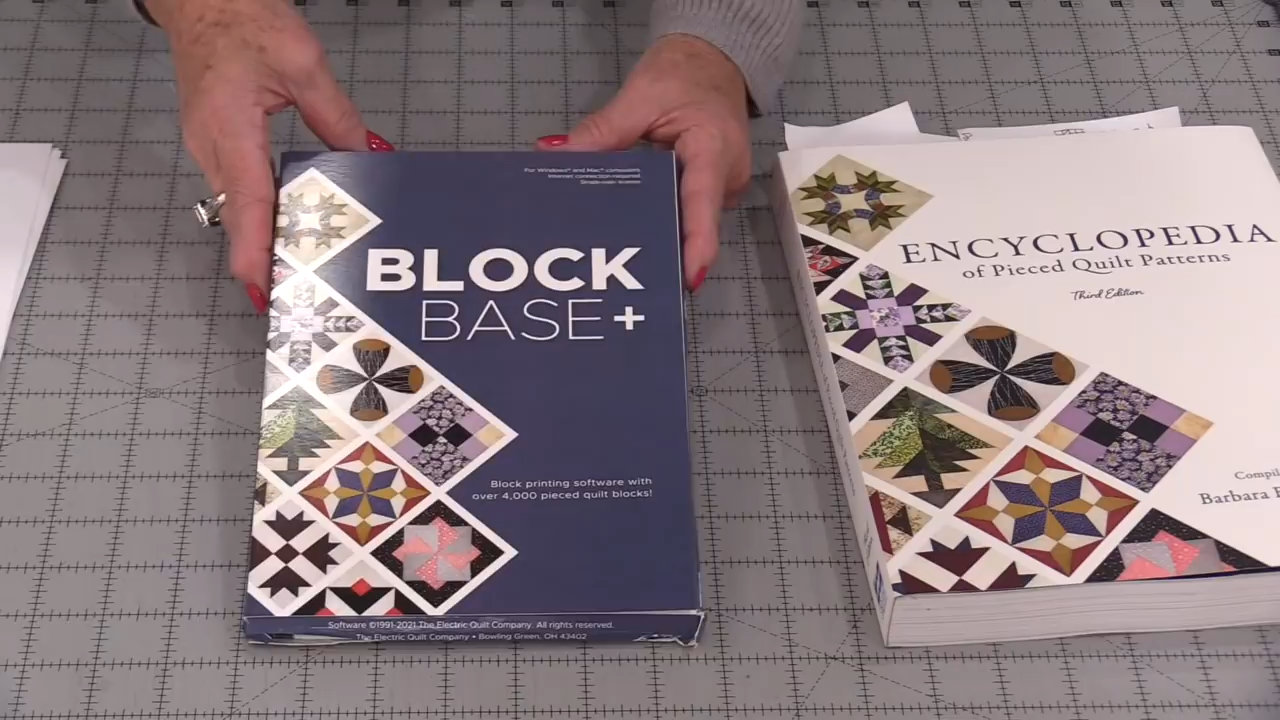 For Windows® and Mac® computers
Internet connection required
Single-user license
BLOCK
BASE+
Block printing software with
over 4,000 pieced quilt blocks!
Software ©1991-2021 The Electric Quilt Company. All rights reserved.
The Electric Quilt Company • Bowling Green, OH 43402
ENCYCLOPEDIA
of Pieced Quilt Patterns
Third Edition
Compil
Barbara